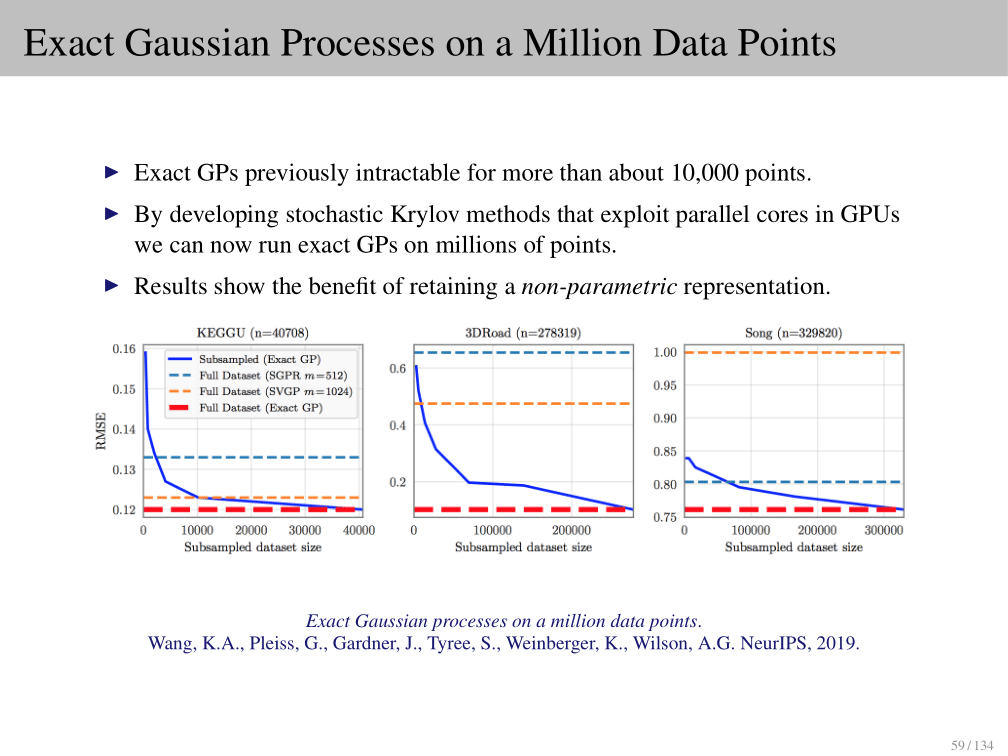 Exact Gaussian Processes on a Million Data Points
Exact GPs previously intractable for more than about 10,000 points.
By developing stochastic Krylov methods that exploit parallel cores in GPUs
we can now run exact GPs on millions of points.
Results show the benefit of retaining a non-parametric representation.
KEGGU (n=40708)
RMSE
0.16
0.15
0.14
0.13
0.12
Subsampled (Exact GP)
Full Dataset (SGPR m=512)
Full Dataset (SVGP m=1024)
Full Dataset (Exact GP)
0 10000 20000 30000 40000
Subsampled dataset size
3DRoad (n=278319)
0.6
0.4
0.2
0 100000 200000
Subsampled dataset size
Song (n=329820)
1.00
0.95
0.90
0.85
0.80
0.75
0 100000 200000 300000
Subsampled dataset size
Exact Gaussian processes on a million data points.
Wang, K.A., Pleiss, G., Gardner, J., Tyree, S., Weinberger, K., Wilson, A.G. NeurIPS, 2019.
59 / 134